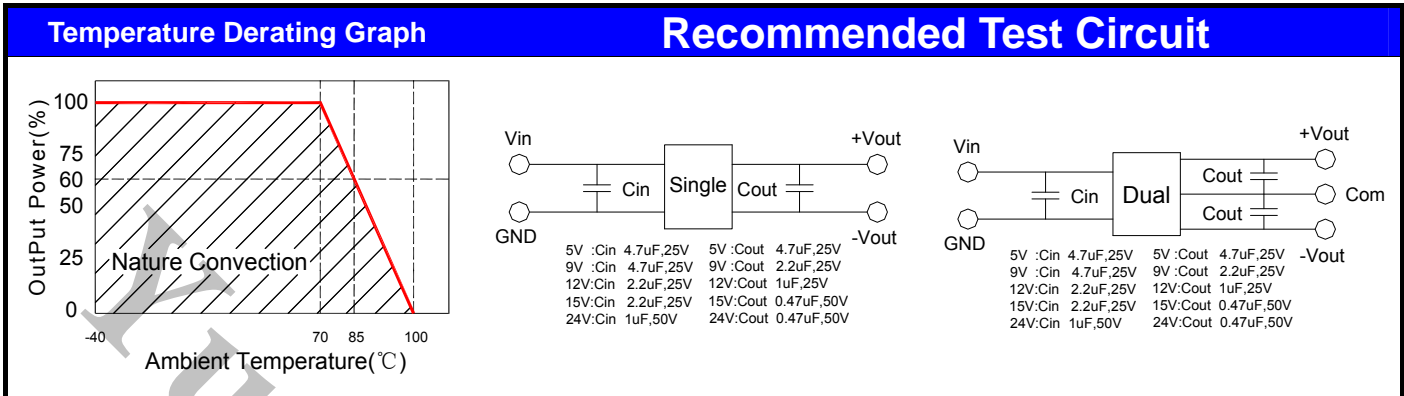 Temperature Derating Graph
Recommended Test Circuit
OutPut Power(%)
100
75
60
50
25
0
Nature Convection
-40
70
85
100
Ambient Temperature(℃)
Vin
GND
Cin
Single
Cout
+Vout
-Vout
5V :Cin 4.7uF,25V 5V :Cout 4.7uF,25V
9V :Cin 4.7uF,25V 9V :Cout 2.2uF,25V
12V:Cin 2.2uF,25V 12V:Cout 1uF,25V
15V:Cin 2.2uF,25V 15V:Cout 0.47uF,50V
24V:Cin 1uF,50V 24V:Cout 0.47uF,50V
Vin
GND
Cin
Dual
Cout
Cout
+Vout
Com
-Vout
5V :Cin 4.7uF,25V 5V :Cout 4.7uF,25V
9V :Cin 4.7uF,25V 9V :Cout 2.2uF,25V
12V:Cin 2.2uF,25V 12V:Cout 1uF,25V
15V:Cin 2.2uF,25V 15V:Cout 0.47uF,50V
24V:Cin 1uF,50V 24V:Cout 0.47uF,50V